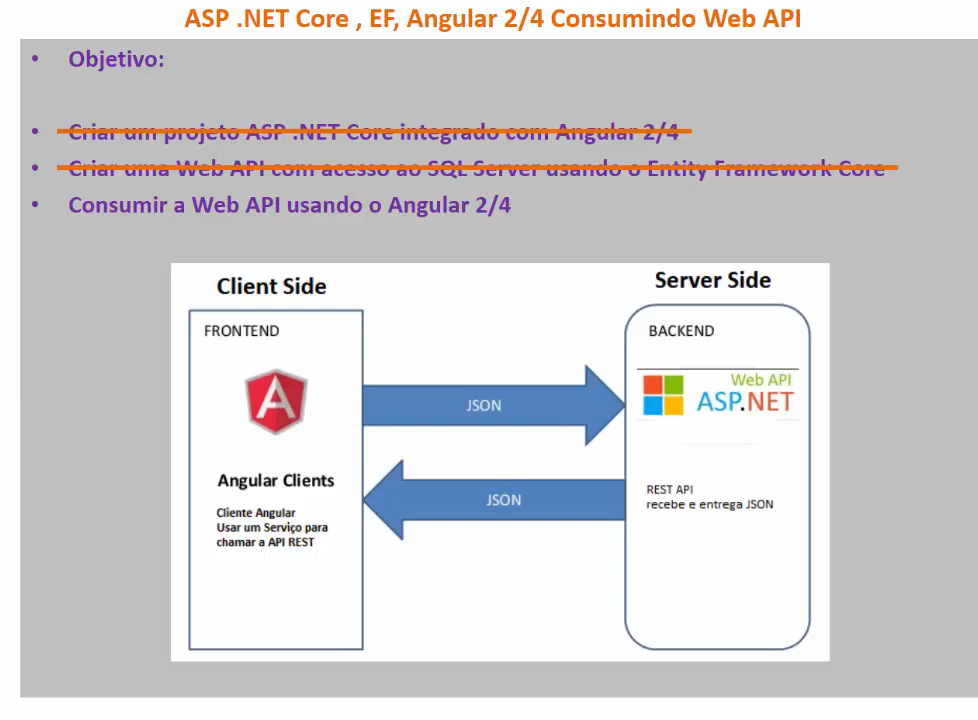 ASP .NET Core , EF, Angular 2/4 Consumindo Web API
• Objetivo:
• Criar um projeto ASP .NET Core integrado com Angular 2/4
• Criar uma Web API com acesso ao SQL Server usando o Entity Framework Core
• Consumir a Web API usando o Angular 2/4
Client Side
Server Side
FRONTEND
BACKEND
A
Web API
ASP.NET
JSON
Angular Clients
JSON
REST API
recebe e entrega JSON
Cliente Angular
Usar um Serviço para
chamar a API REST